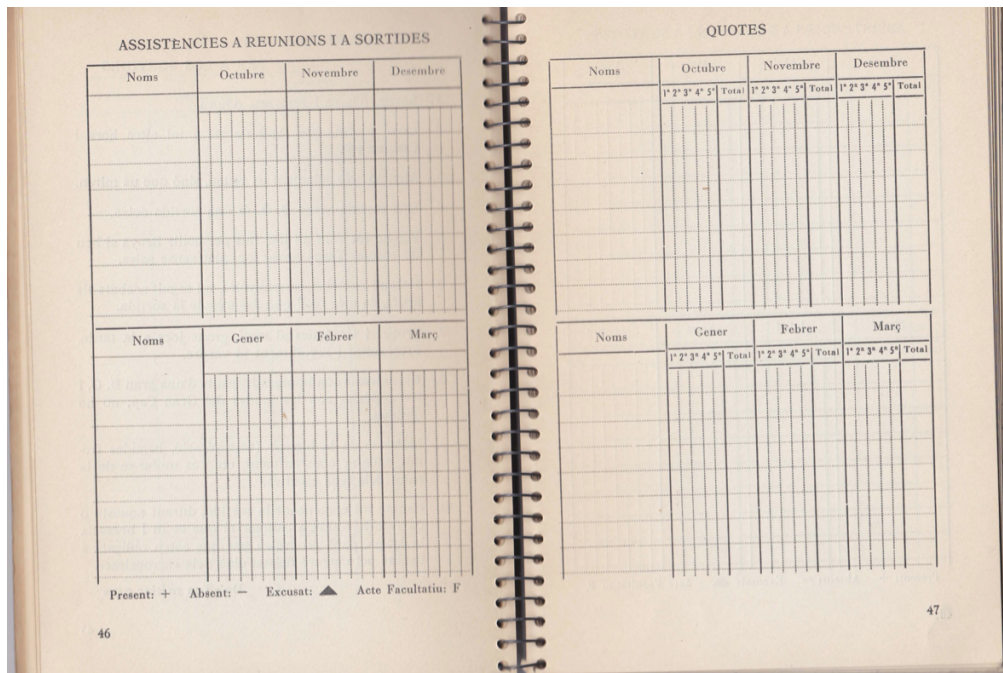 ASSISTÈNCIES A REUNIONS I A SORTIDES
Noms Octubre Novembre Desembre
Noms Gener Febrer Març
Present: + Absent: − Excusat: ▲ Acte Facultatiu: F
46
QUOTES
Noms Octubre Novembre Desembre
1ª 2ª 3ª 4ª 5ª Total 1ª 2ª 3ª 4ª 5ª Total 1ª 2ª 3ª 4ª 5ª Total
Noms Gener Febrer Març
1ª 2ª 3ª 4ª 5ª Total 1ª 2ª 3ª 4ª 5ª Total 1ª 2ª 3ª 4ª 5ª Total
47